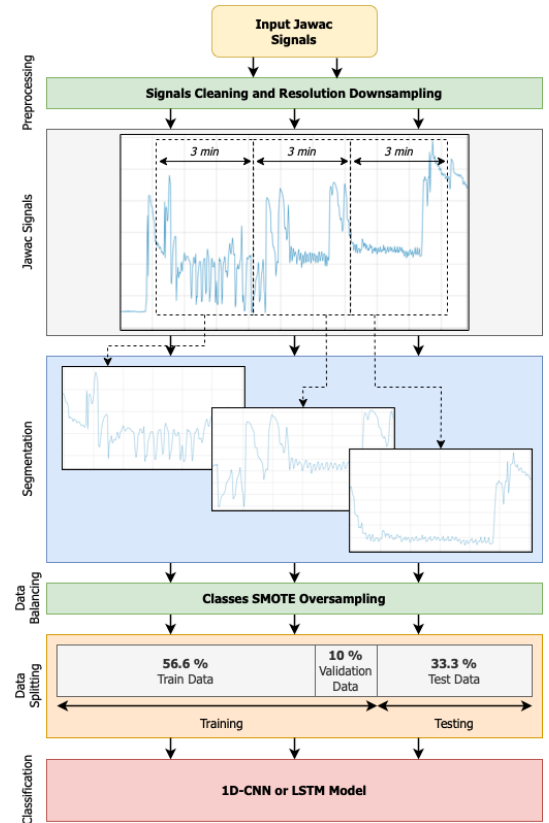 Input Jawac
Signals
Preprocessing
Signals Cleaning and Resolution Downsampling
Jawac Signals
3 min
3 min
3 min
Segmentation
Data
Balancing
Classes SMOTE Oversampling
Data
Splitting
56.6 %
Train Data
10 %
Validation
Data
33.3 %
Test Data
Training
Testing
Classification
1D-CNN or LSTM Model